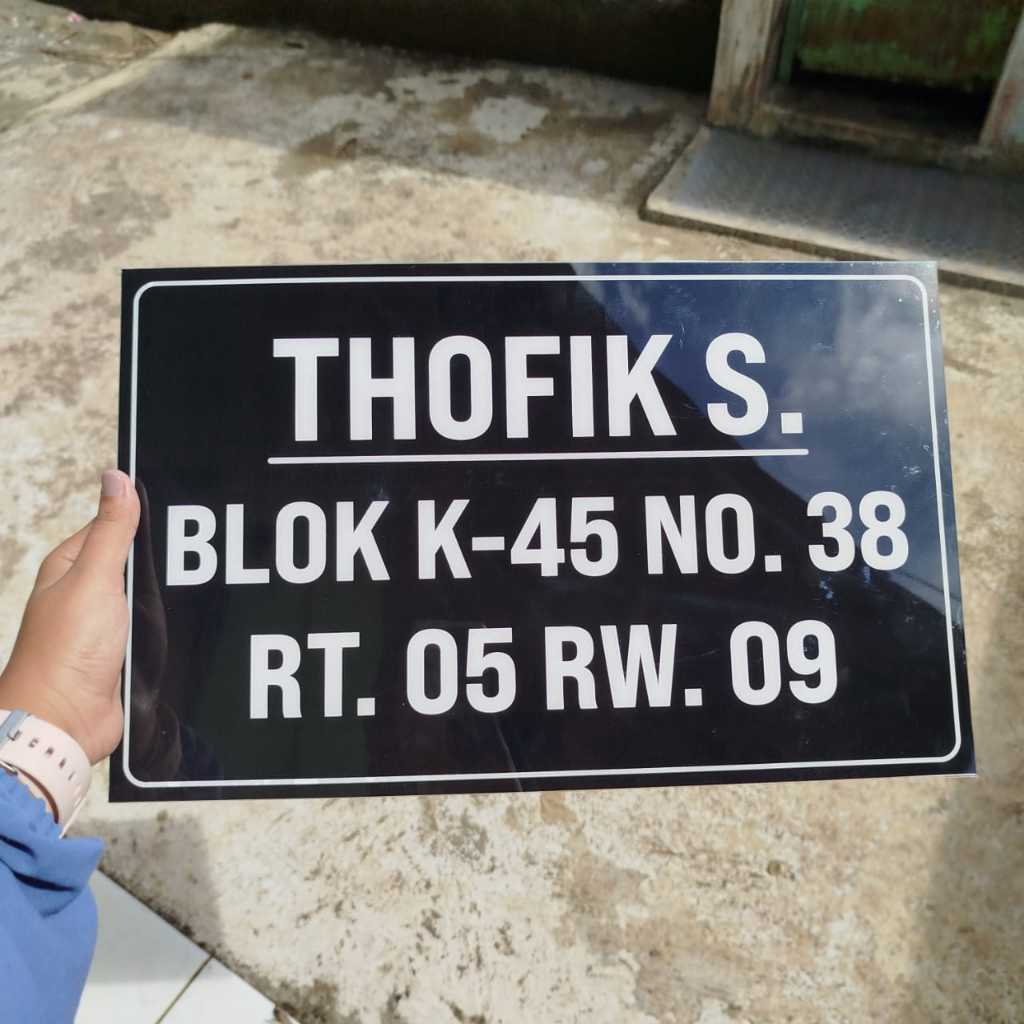 THOFIK S.
BLOK K-45 NO. 38
RT. 05 RW. 09